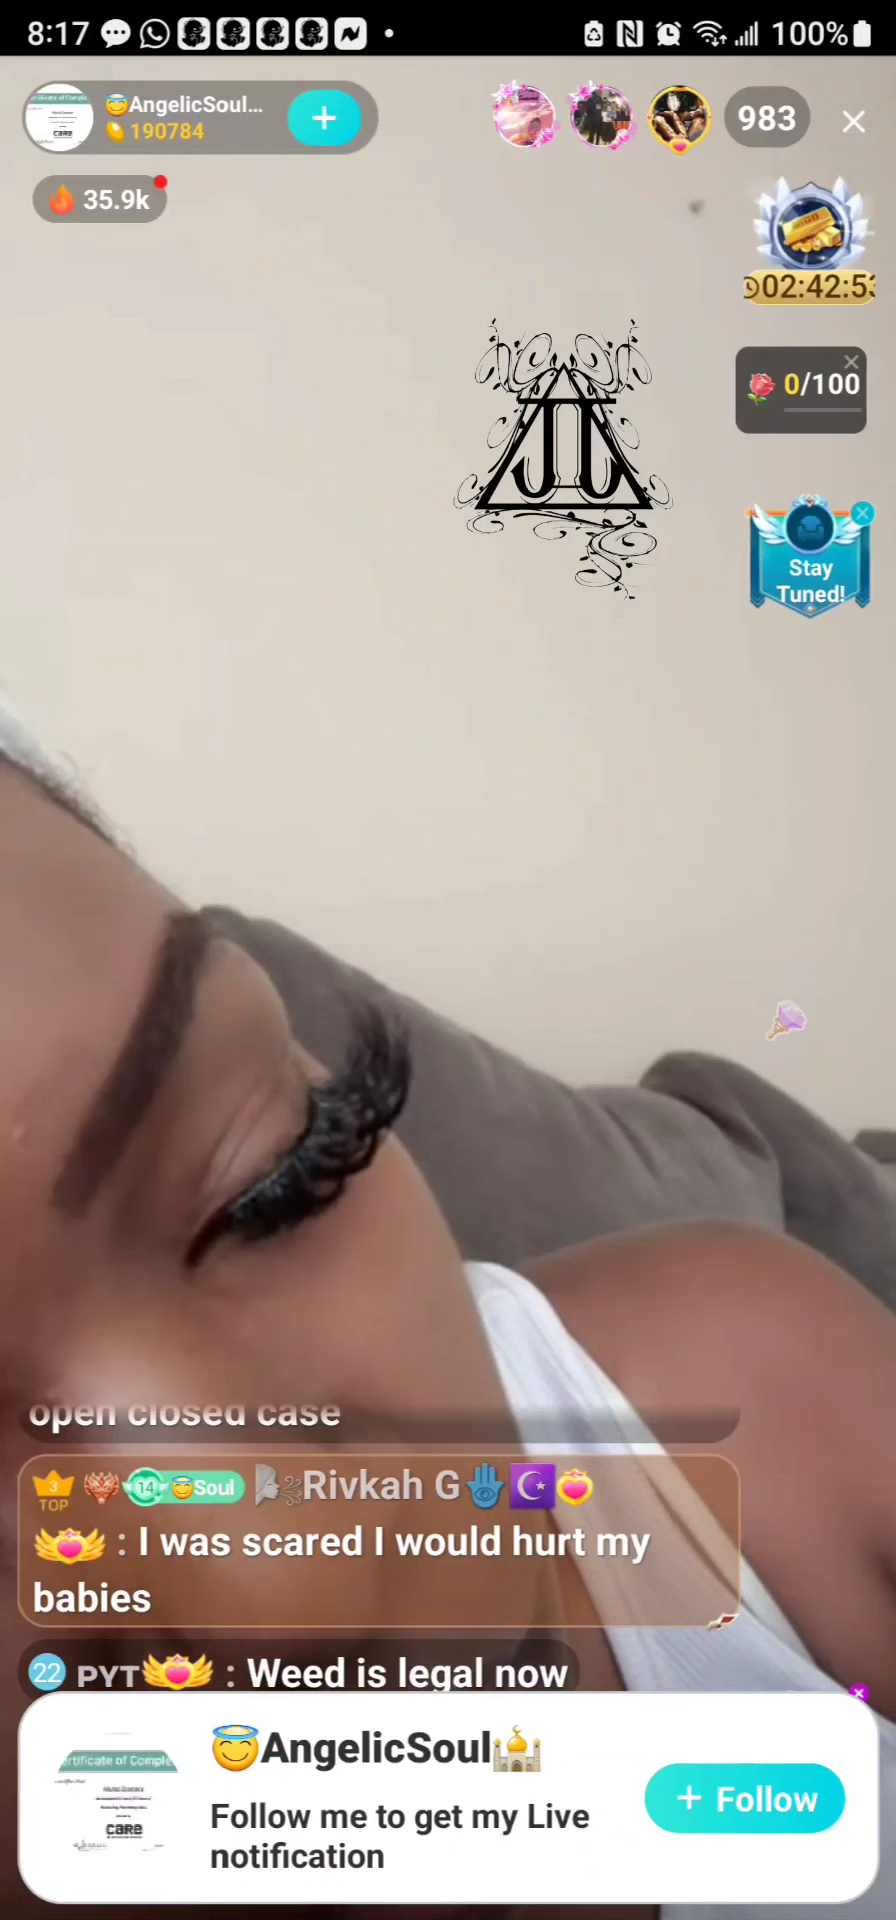 8:17
100%
😇AngelicSoul...
190784
983
35.9k
02:42:5
0/100
Stay
Tuned!
open closed case
3
TOP
14 😇Soul 🌬Rivkah G🪬☪
: I was scared I would hurt my
babies
22 PYT : Weed is legal now
😇AngelicSoul🕌
Follow me to get my Live
notification
+ Follow
CARE